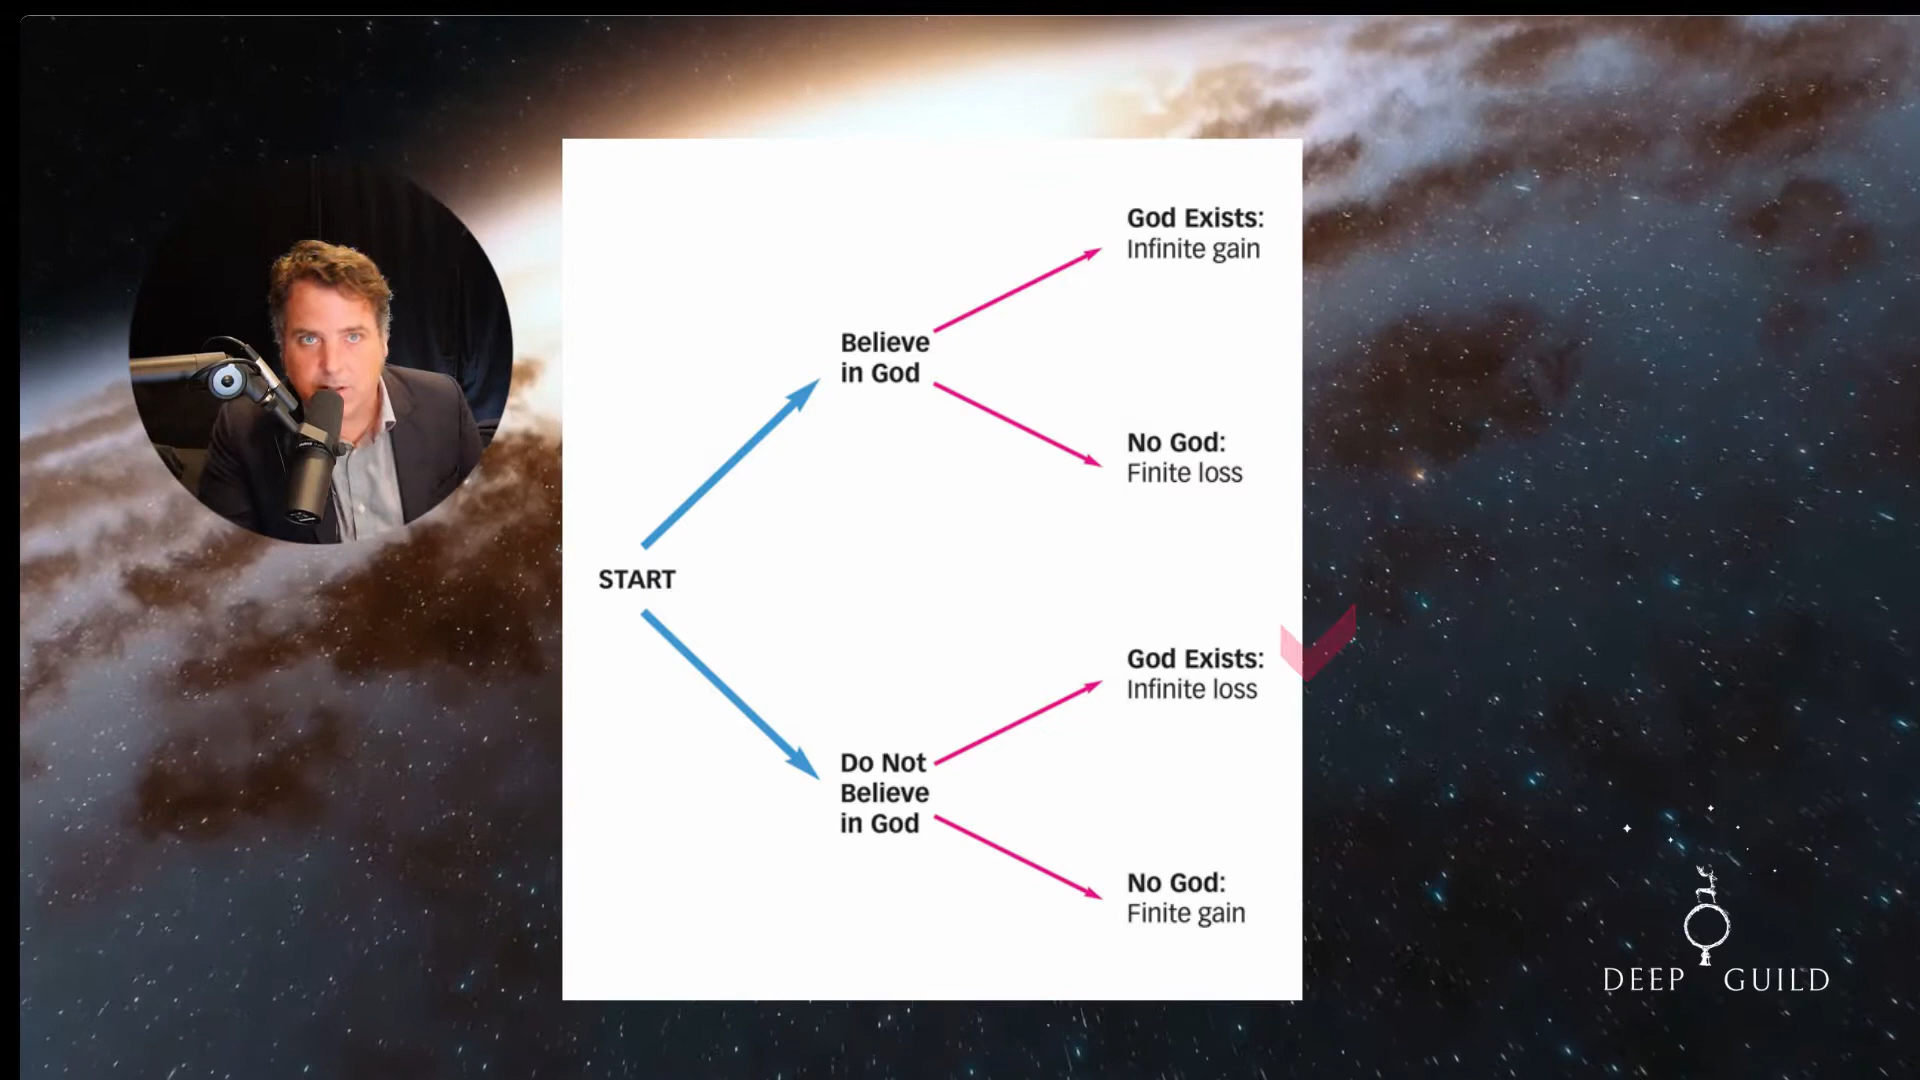 God Exists:
Infinite gain
Believe
in God
No God:
Finite loss
START
God Exists:
Infinite loss
Do Not
Believe
in God
No God:
Finite gain
DEEP GUILD